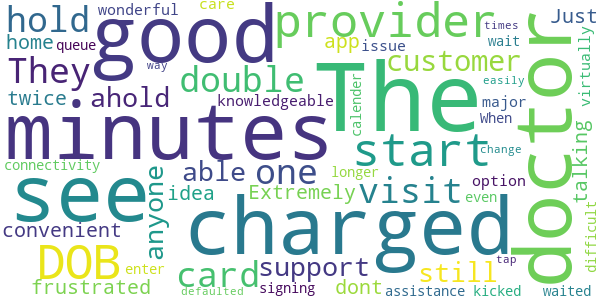 hold
wonderful
care
provider
Just
home
queue
good
app
issue
times
wait
They
double
customer
way
easily
twice
ahold
knowledgeable
calender
major
When
virtually
minutes
The
doctor
connectivity
able
one
start
change
talking
see
anyone
idea
Extremely
visit
longer
option
even
convenient
charged
difficult
DOB
enter
card
support
still
tap
frustrated
defaulted
signing
dont
assistance
kicked
waited